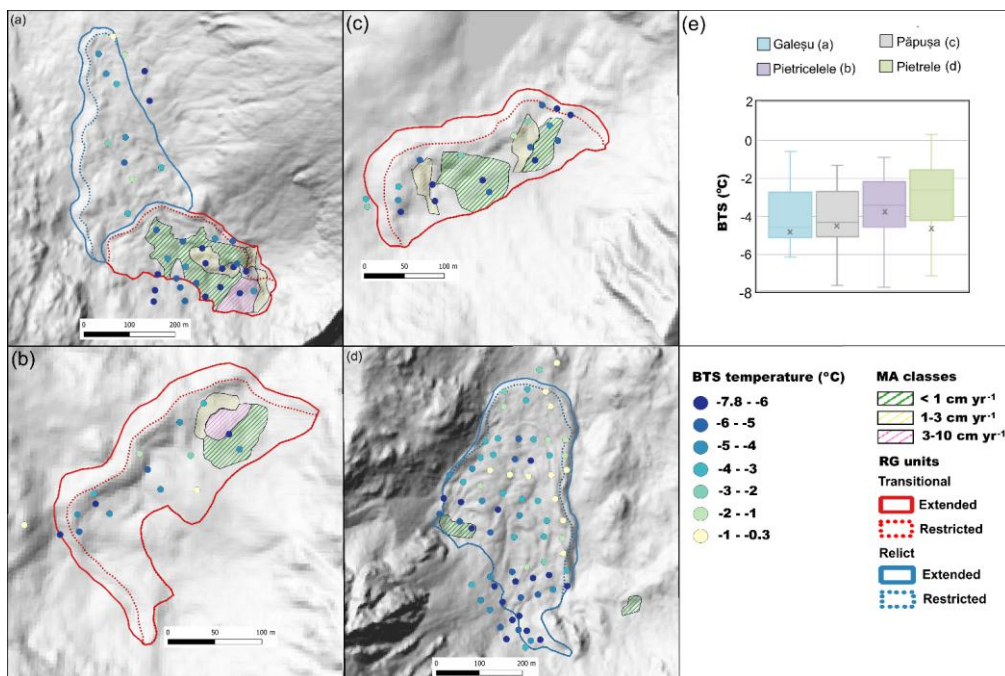 (a)
0 100 200 m
(b)
0 50 100 m
(c)
0 50 100 m
(d)
0 100 200 m
(e)
Galeșu (a)
Păpușa (c)
Pietricelele (b)
Pietrele (d)
2
0
-2
-4
-6
-8
BTS (°C)
BTS temperature (°C)
-7.8 - -6
-6 - -5
-5 - -4
-4 - -3
-3 - -2
-2 - -1
-1 - -0.3
MA classes
< 1 cm yr⁻¹
1-3 cm yr⁻¹
3-10 cm yr⁻¹
RG units
Transitional
Extended
Restricted
Relict
Extended
Restricted